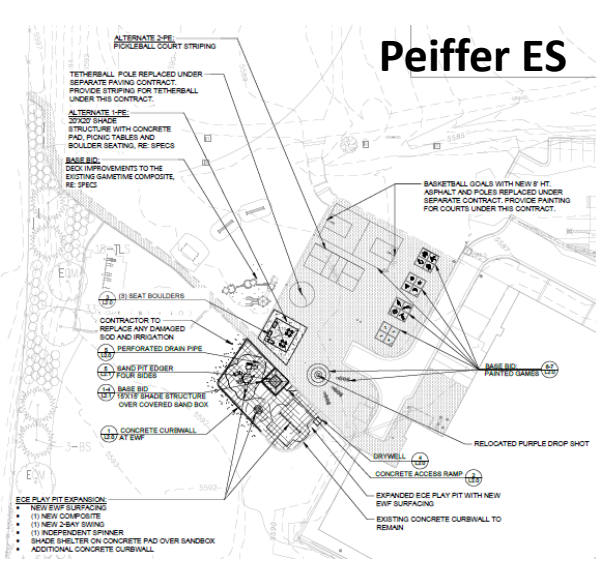 Peiffer ES
ALTERNATE 2-PE:
PICKLEBALL COURT STRIPING
TETHERBALL POLE REPLACED UNDER
SEPARATE PAVING CONTRACT.
PROVIDE STRIPING FOR TETHERBALL
UNDER THIS CONTRACT.
ALTERNATE 1-PE:
20'X20' SHADE
STRUCTURE WITH CONCRETE
PAD, PICNIC TABLES AND
BOULDER SEATING, RE: SPECS
BASE BID:
DECK IMPROVEMENTS TO THE
EXISTING GAMETIME COMPOSITE,
RE: SPECS
BASKETBALL GOALS WITH NEW 8' HT.
ASPHALT AND POLES REPLACED UNDER
SEPARATE CONTRACT. PROVIDE PAINTING
FOR COURTS UNDER THIS CONTRACT.
(3) SEAT BOULDERS
CONTRACTOR TO
REPLACE ANY DAMAGED
SOD AND IRRIGATION
PERFORATED DRAIN PIPE
SAND PIT EDGER
FOUR SIDES
BASE BID
15'X15' SHADE STRUCTURE
OVER COVERED SAND BOX
CONCRETE CURBWALL
AT EWF
BASE BID:
PAINTED GAMES
RELOCATED PURPLE DROP SHOT
DRYWELL
CONCRETE ACCESS RAMP
EXPANDED ECE PLAY PIT WITH NEW
EWF SURFACING
EXISTING CONCRETE CURBWALL TO
REMAIN
ECE PLAY PIT EXPANSION:
• NEW EWF SURFACING
• (1) NEW COMPOSITE
• (1) NEW 2-BAY SWING
• (1) INDEPENDENT SPINNER
• SHADE SHELTER ON CONCRETE PAD OVER SANDBOX
• ADDITIONAL CONCRETE CURBWALL
5597
5585
5592
3-BS